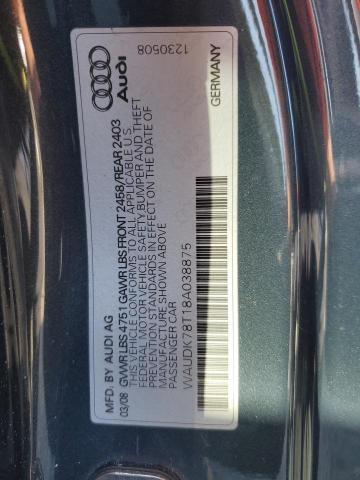 Audi
1230508
GERMANY
MFD. BY AUDI AG
03/08 GVWR LBS 4751 GAWR LBS FRONT 2458/REAR 2403
THIS VEHICLE CONFORMS TO ALL APPLICABLE U.S.
FEDERAL MOTOR VEHICLE SAFETY, BUMPER AND THEFT
PREVENTION STANDARDS IN EFFECT ON THE DATE OF
MANUFACTURE SHOWN ABOVE
PASSENGER CAR
WAUDK78T18A038875